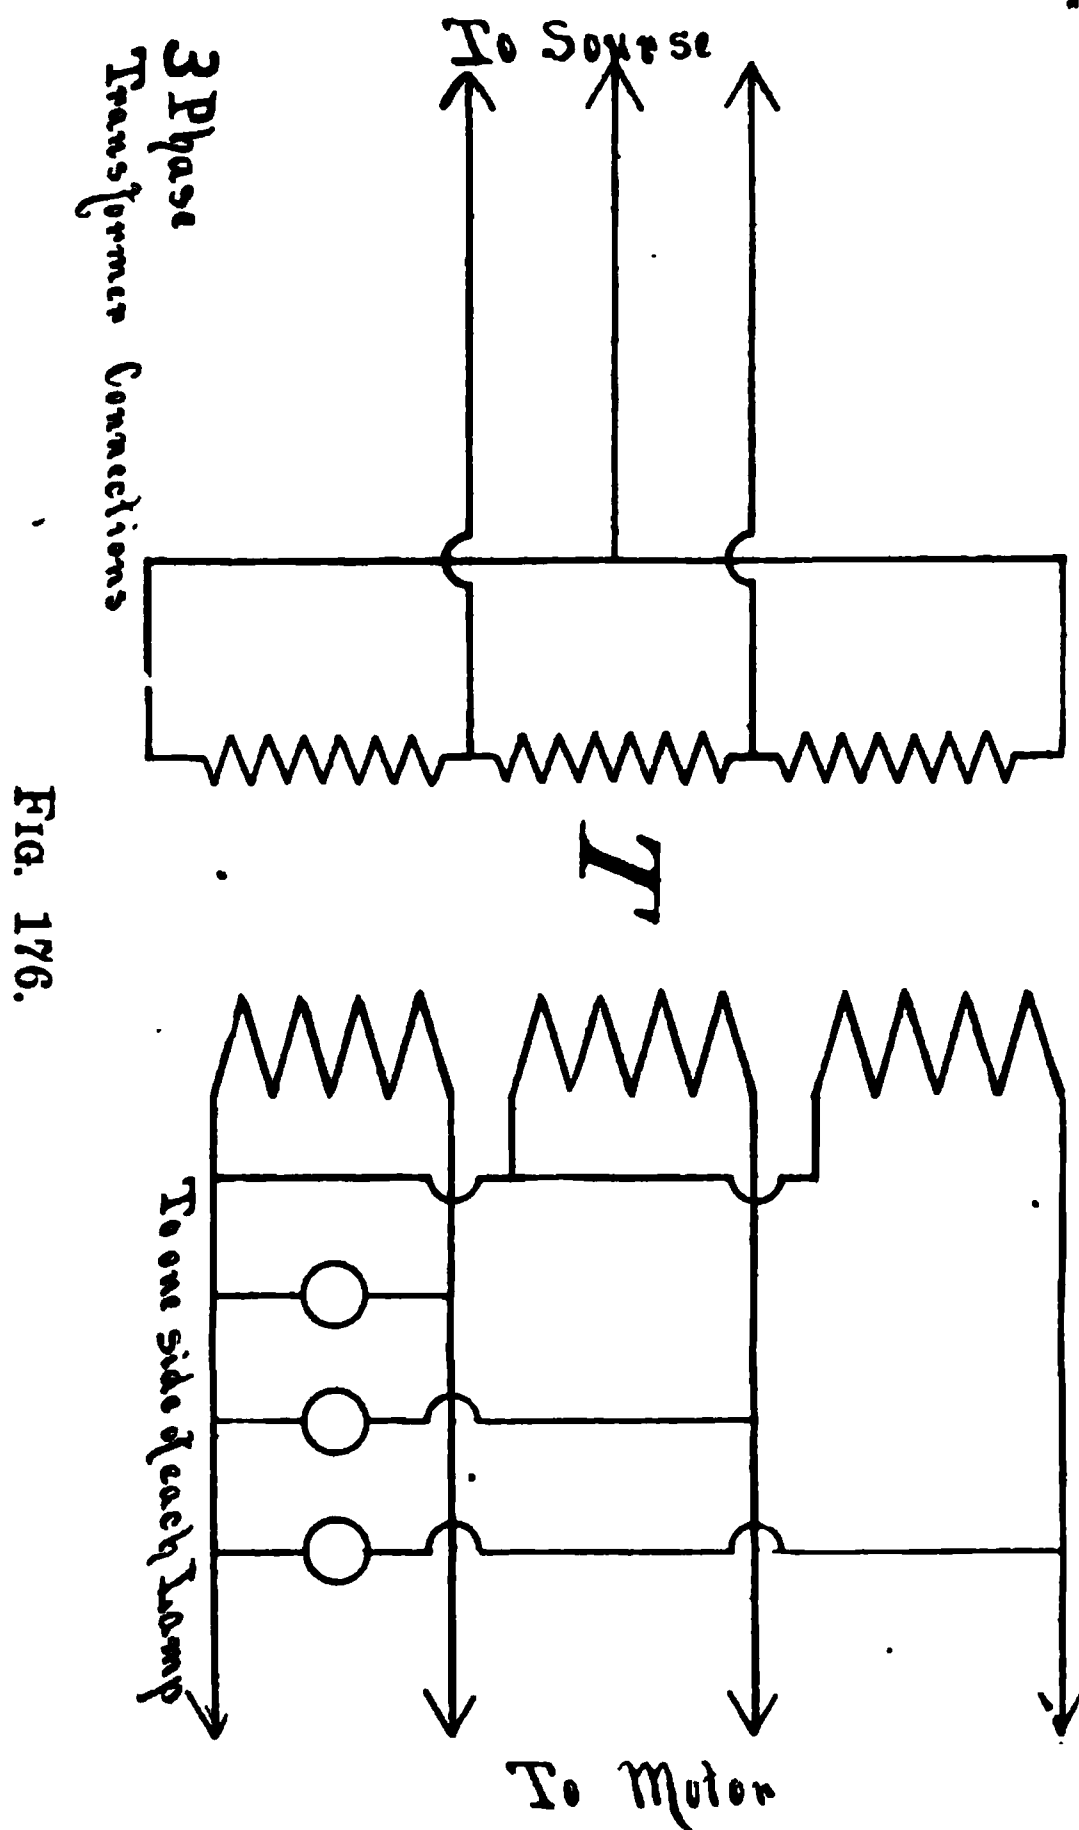 To Sourse
3 Phase
Transformer Connections
T
To one side of each Lamp
To Motor
FIG. 176.